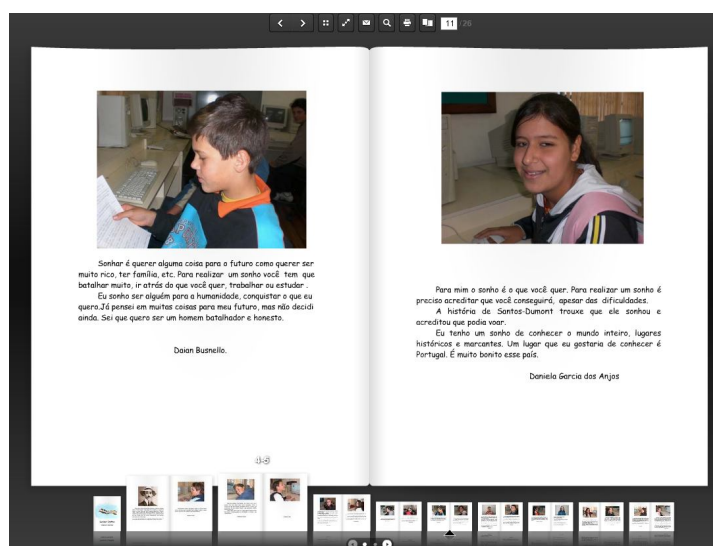 11 / 26
Sonhar é querer alguma coisa para o futuro como querer ser
muito rico, ter família, etc. Para realizar um sonho você tem que
batalhar muito, ir atrás do que você quer, trabalhar ou estudar .
Eu sonho ser alguém para a humanidade, conquistar o que eu
quero.Já pensei em muitas coisas para meu futuro, mas não decidi
ainda. Sei que quero ser um homem batalhador e honesto.
Daian Busnello.
Para mim o sonho é o que você quer. Para realizar um sonho é
preciso acreditar que você conseguirá, apesar das dificuldades.
A história de Santos-Dumont trouxe que ele sonhou e
acreditou que podia voar.
Eu tenho um sonho de conhecer o mundo inteiro, lugares
históricos e marcantes. Um lugar que eu gostaria de conhecer é
Portugal. É muito bonito esse país.
Daniela Garcia dos Anjos
4-5